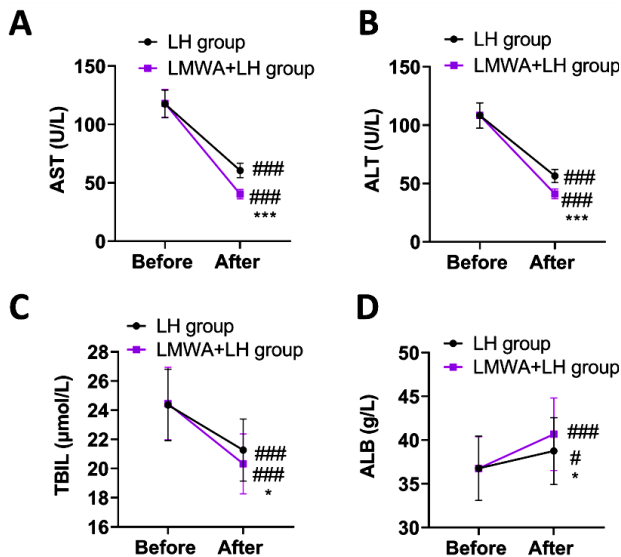 A
LH group
LMWA+LH group
150
100
50
0
AST (U/L)
###
###
***
Before After
B
LH group
LMWA+LH group
150
100
50
0
ALT (U/L)
###
###
***
Before After
C
LH group
LMWA+LH group
28
26
24
22
20
18
16
TBIL (μmol/L)
###
###
*
Before After
D
LH group
LMWA+LH group
50
45
40
35
30
25
ALB (g/L)
###
#
*
Before After